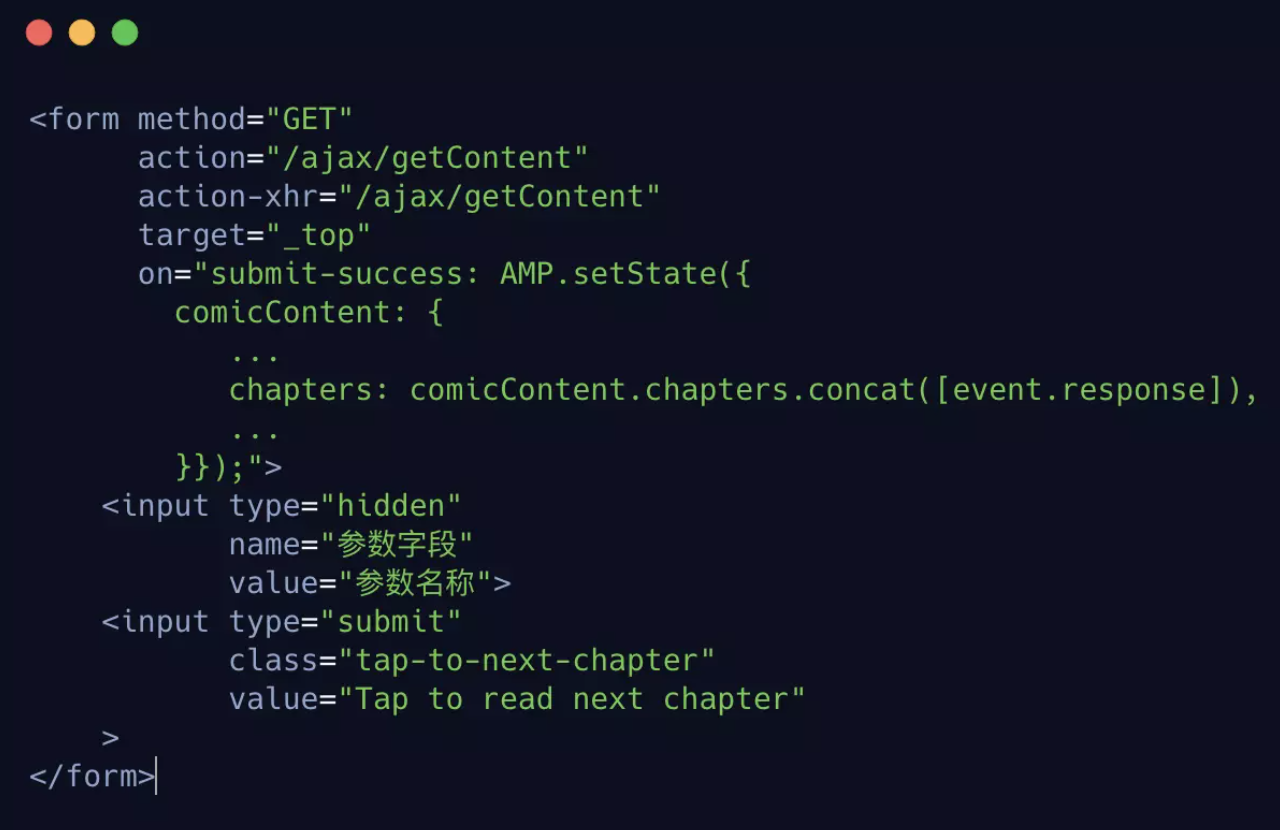 <form method="GET"
      action="/ajax/getContent"
      action-xhr="/ajax/getContent"
      target="_top"
      on="submit-success: AMP.setState({
        comicContent: {
           ...
           chapters: comicContent.chapters.concat([event.response]),
           ...
        }});">
    <input type="hidden"
           name="参数字段"
           value="参数名称">
    <input type="submit"
           class="tap-to-next-chapter"
           value="Tap to read next chapter"
    >
</form>